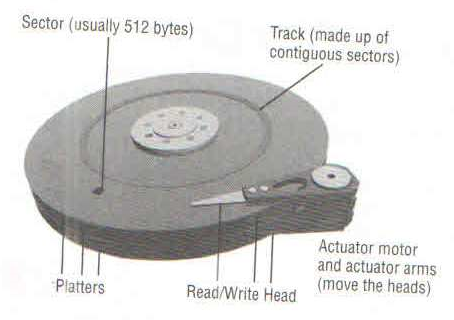 Sector (usually 512 bytes)
Track (made up of
contiguous sectors)
Actuator motor
and actuator arms
(move the heads)
Platters
Read/Write Head